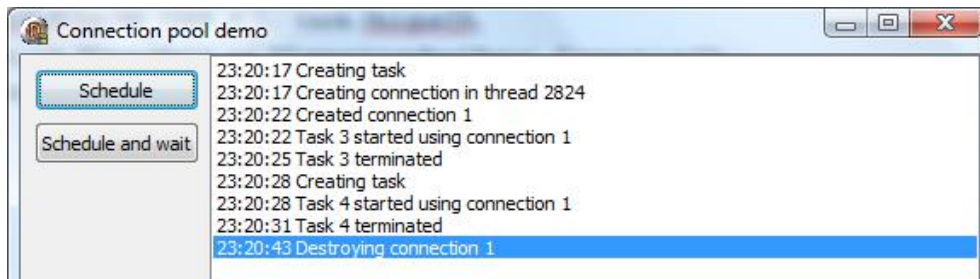 Connection pool demo
Schedule
Schedule and wait
23:20:17 Creating task
23:20:17 Creating connection in thread 2824
23:20:22 Created connection 1
23:20:22 Task 3 started using connection 1
23:20:25 Task 3 terminated
23:20:28 Creating task
23:20:28 Task 4 started using connection 1
23:20:31 Task 4 terminated
23:20:43 Destroying connection 1